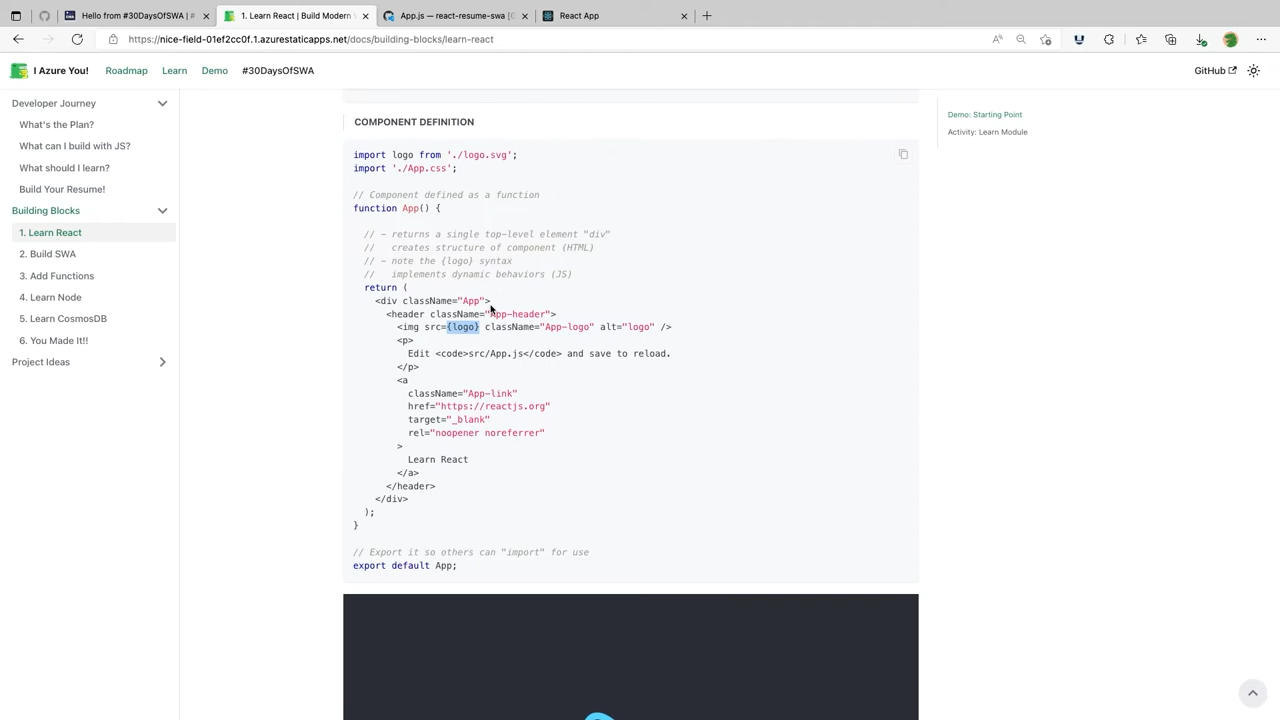 Hello from #30DaysOfSWA | #
1. Learn React | Build Modern
App.js — react-resume-swa [
React App
https://nice-field-01ef2cc0f.1.azurestaticapps.net/docs/building-blocks/learn-react
I Azure You!
Roadmap
Learn
Demo
#30DaysOfSWA
GitHub
Developer Journey
What's the Plan?
What can I build with JS?
What should I learn?
Build Your Resume!
Building Blocks
1. Learn React
2. Build SWA
3. Add Functions
4. Learn Node
5. Learn CosmosDB
6. You Made It!!
Project Ideas
COMPONENT DEFINITION
import logo from './logo.svg';
import './App.css';
// Component defined as a function
function App() {
// - returns a single top-level element "div"
// creates structure of component (HTML)
// - note the {logo} syntax
// implements dynamic behaviors (JS)
return (
<div className="App">
<header className="App-header">
<img src={logo} className="App-logo" alt="logo" />
<p>
Edit <code>src/App.js</code> and save to reload.
</p>
<a
className="App-link"
href="https://reactjs.org"
target="_blank"
rel="noopener noreferrer"
>
Learn React
</a>
</header>
</div>
);
}
// Export it so others can "import" for use
export default App;
Demo: Starting Point
Activity: Learn Module